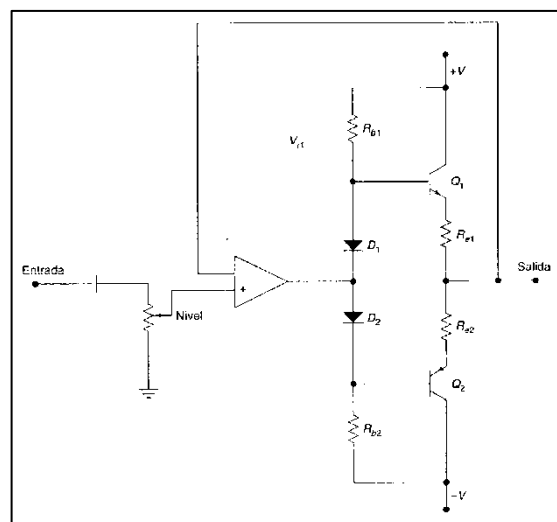 +V
R_b1
V_r1
Q_1
D_1
R_e1
Entrada
Salida
+
Nivel
D_2
R_e2
Q_2
R_b2
-V